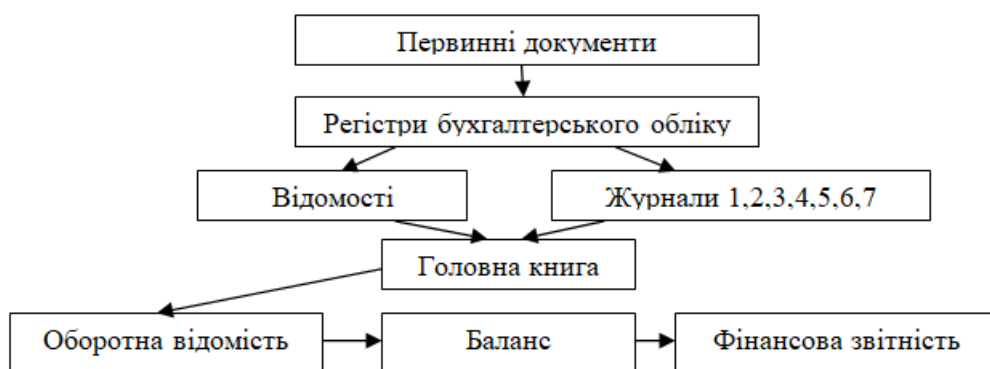 Первинні документи
Регістри бухгалтерського обліку
Відомості
Журнали 1,2,3,4,5,6,7
Головна книга
Оборотна відомість
Баланс
Фінансова звітність